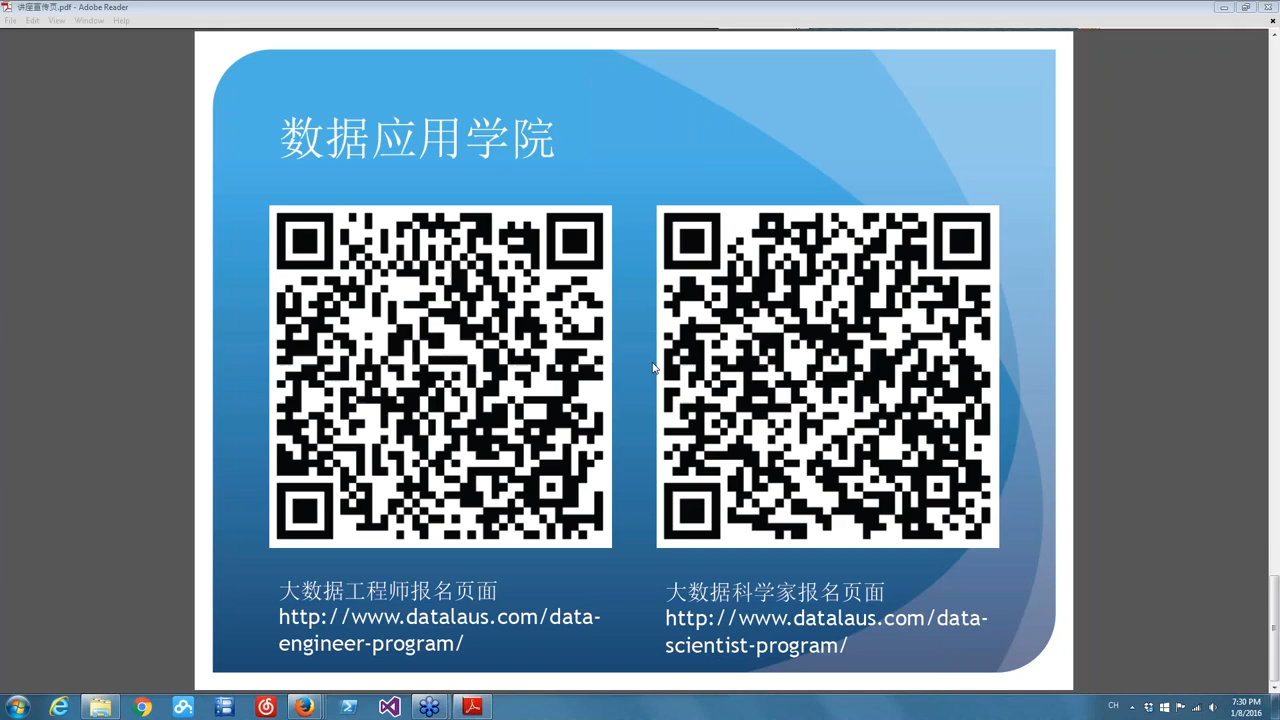 讲座宣传页.pdf - Adobe Reader
File Edit View Window Help
数据应用学院
大数据工程师报名页面
http://www.datalaus.com/data-
engineer-program/
大数据科学家报名页面
http://www.datalaus.com/data-
scientist-program/
CH
7:30 PM
1/8/2016